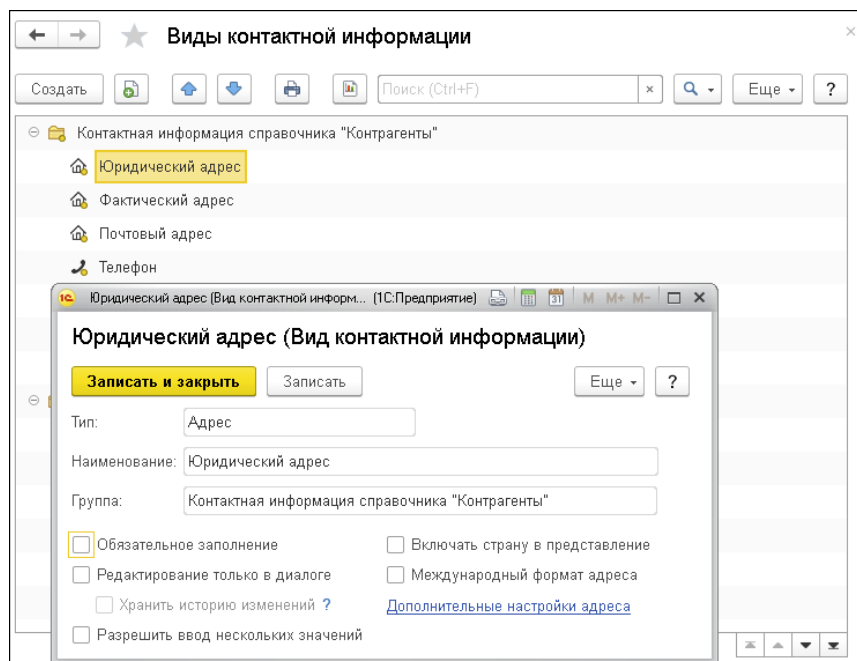 Виды контактной информации
Создать Поиск (Ctrl+F) × Еще ?
Контактная информация справочника "Контрагенты"
Юридический адрес
Фактический адрес
Почтовый адрес
Телефон
1С Юридический адрес (Вид контактной информ... (1С:Предприятие) 31 M M+ M-
Юридический адрес (Вид контактной информации)
Записать и закрыть Записать Еще ?
Тип: Адрес
Наименование: Юридический адрес
Группа: Контактная информация справочника "Контрагенты"
Обязательное заполнение Включать страну в представление
Редактирование только в диалоге Международный формат адреса
Хранить историю изменений ? Дополнительные настройки адреса
Разрешить ввод нескольких значений